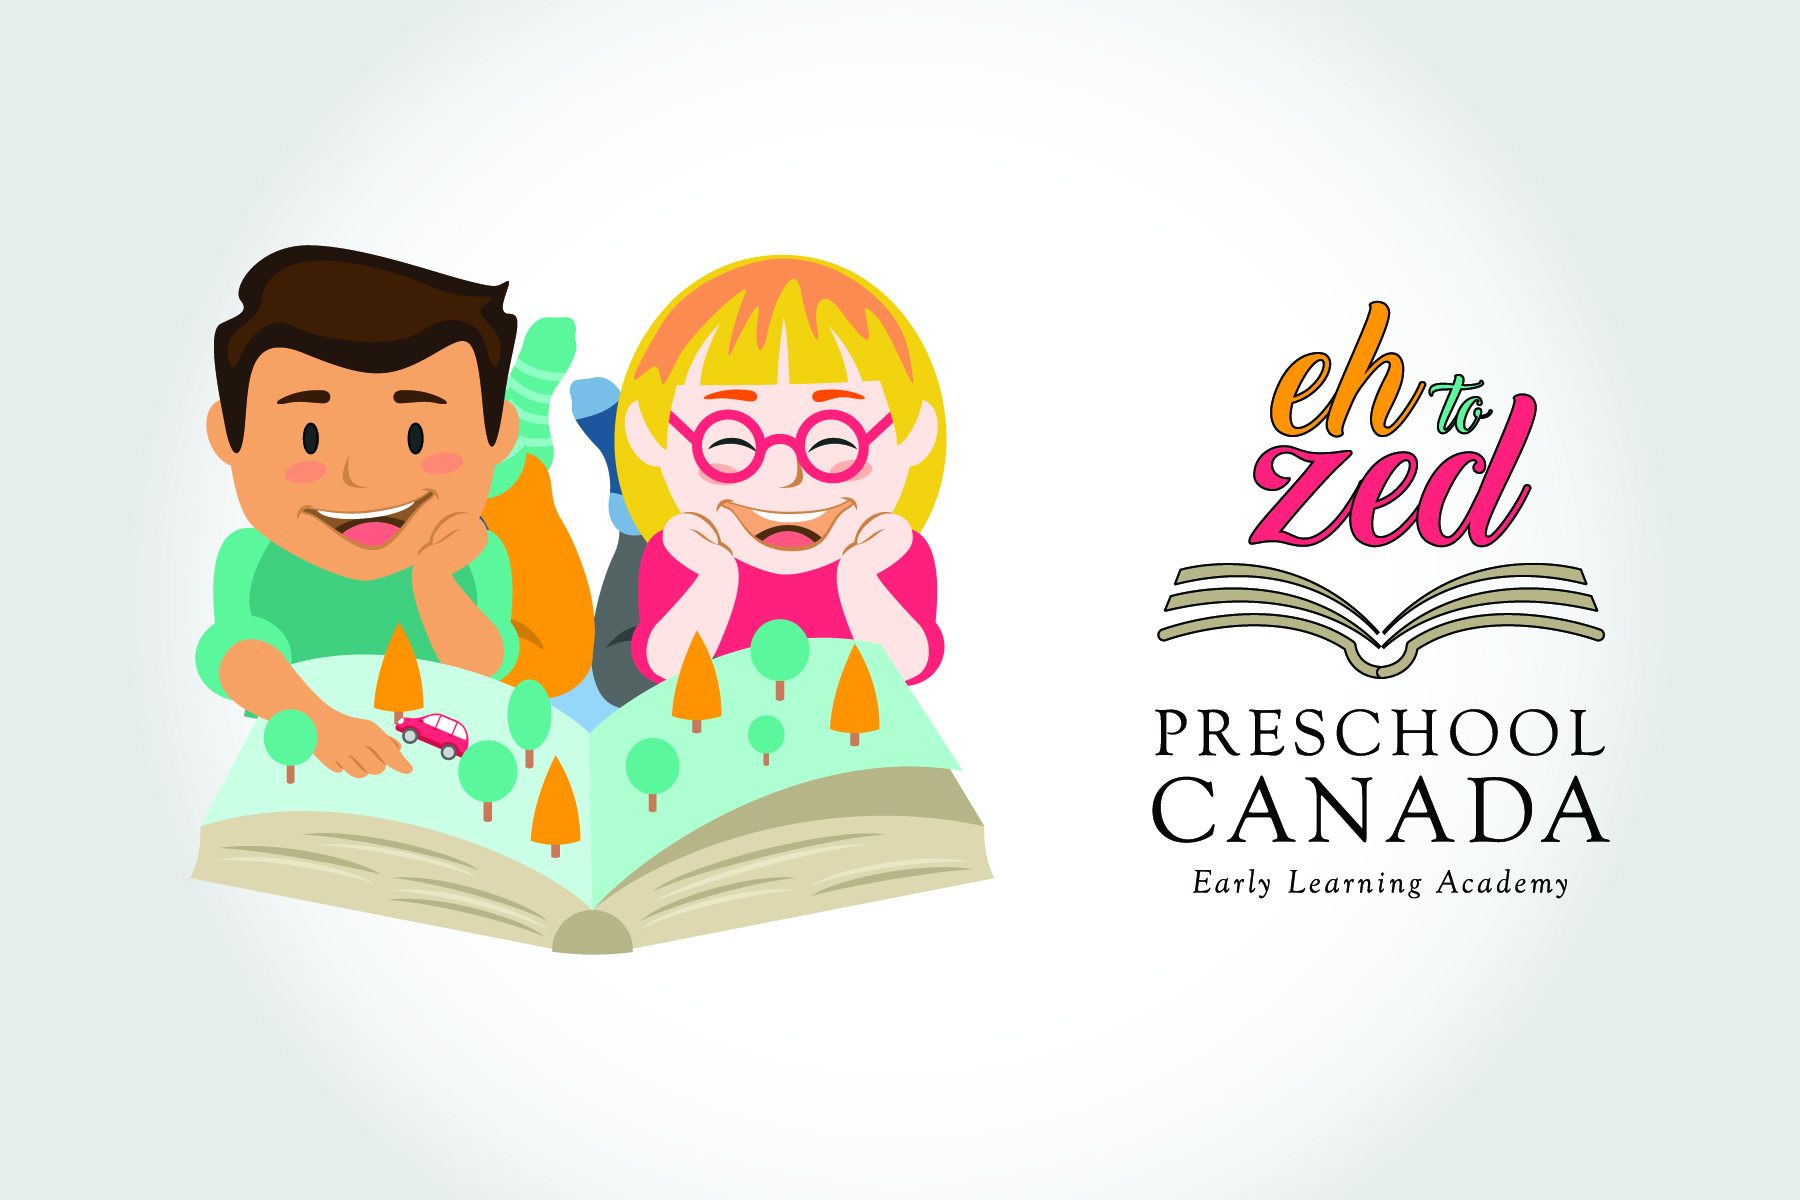 eh to
zed
PRESCHOOL
CANADA
Early Learning Academy